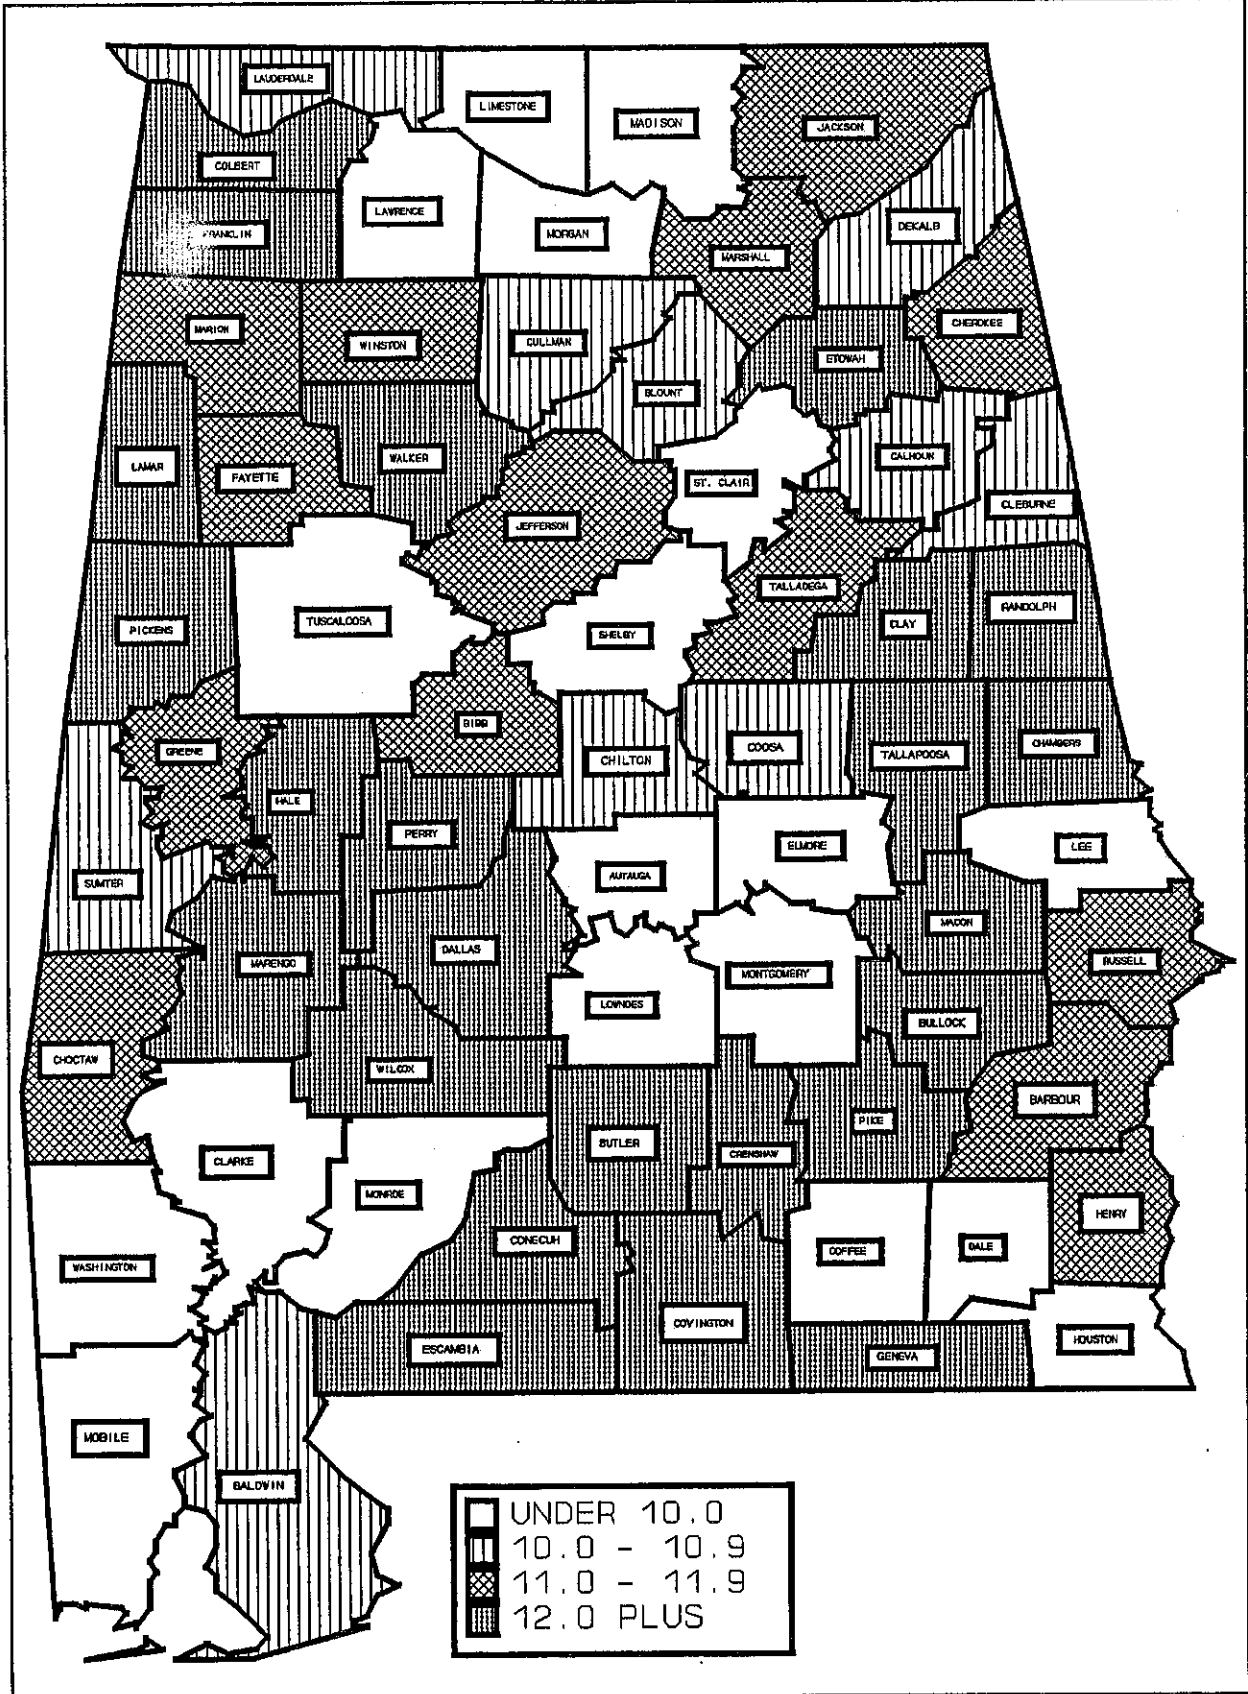 LAUDERDALE
LIMESTONE
MADISON
JACKSON
COLBERT
LAWRENCE
FRANKLIN
MORGAN
DEKALB
MARSHALL
MARION
WINSTON
CULLMAN
CHEROKEE
ETOWAH
BLOUNT
LAMAR
FAYETTE
WALKER
CALHOUN
ST. CLAIR
CLEBURNE
JEFFERSON
TALLADEGA
RANDOLPH
PICKENS
TUSCALOOSA
SHELBY
CLAY
BIBB
GREENE
CHILTON
COOSA
TALLAPOOSA
CHAMBERS
HALE
PERRY
ELMORE
LEE
SUMTER
AUTAUGA
MACON
MARENGO
DALLAS
MONTGOMERY
RUSSELL
LOWNDES
BULLOCK
CHOCTAW
WILCOX
BARBOUR
CLARKE
BUTLER
CRENSHAW
PIKE
MONROE
HENRY
WASHINGTON
CONECUH
COFFEE
DALE
ESCAMBIA
COVINGTON
GENEVA
HOUSTON
MOBILE
BALDWIN
UNDER 10.0
10.0 - 10.9
11.0 - 11.9
12.0 PLUS